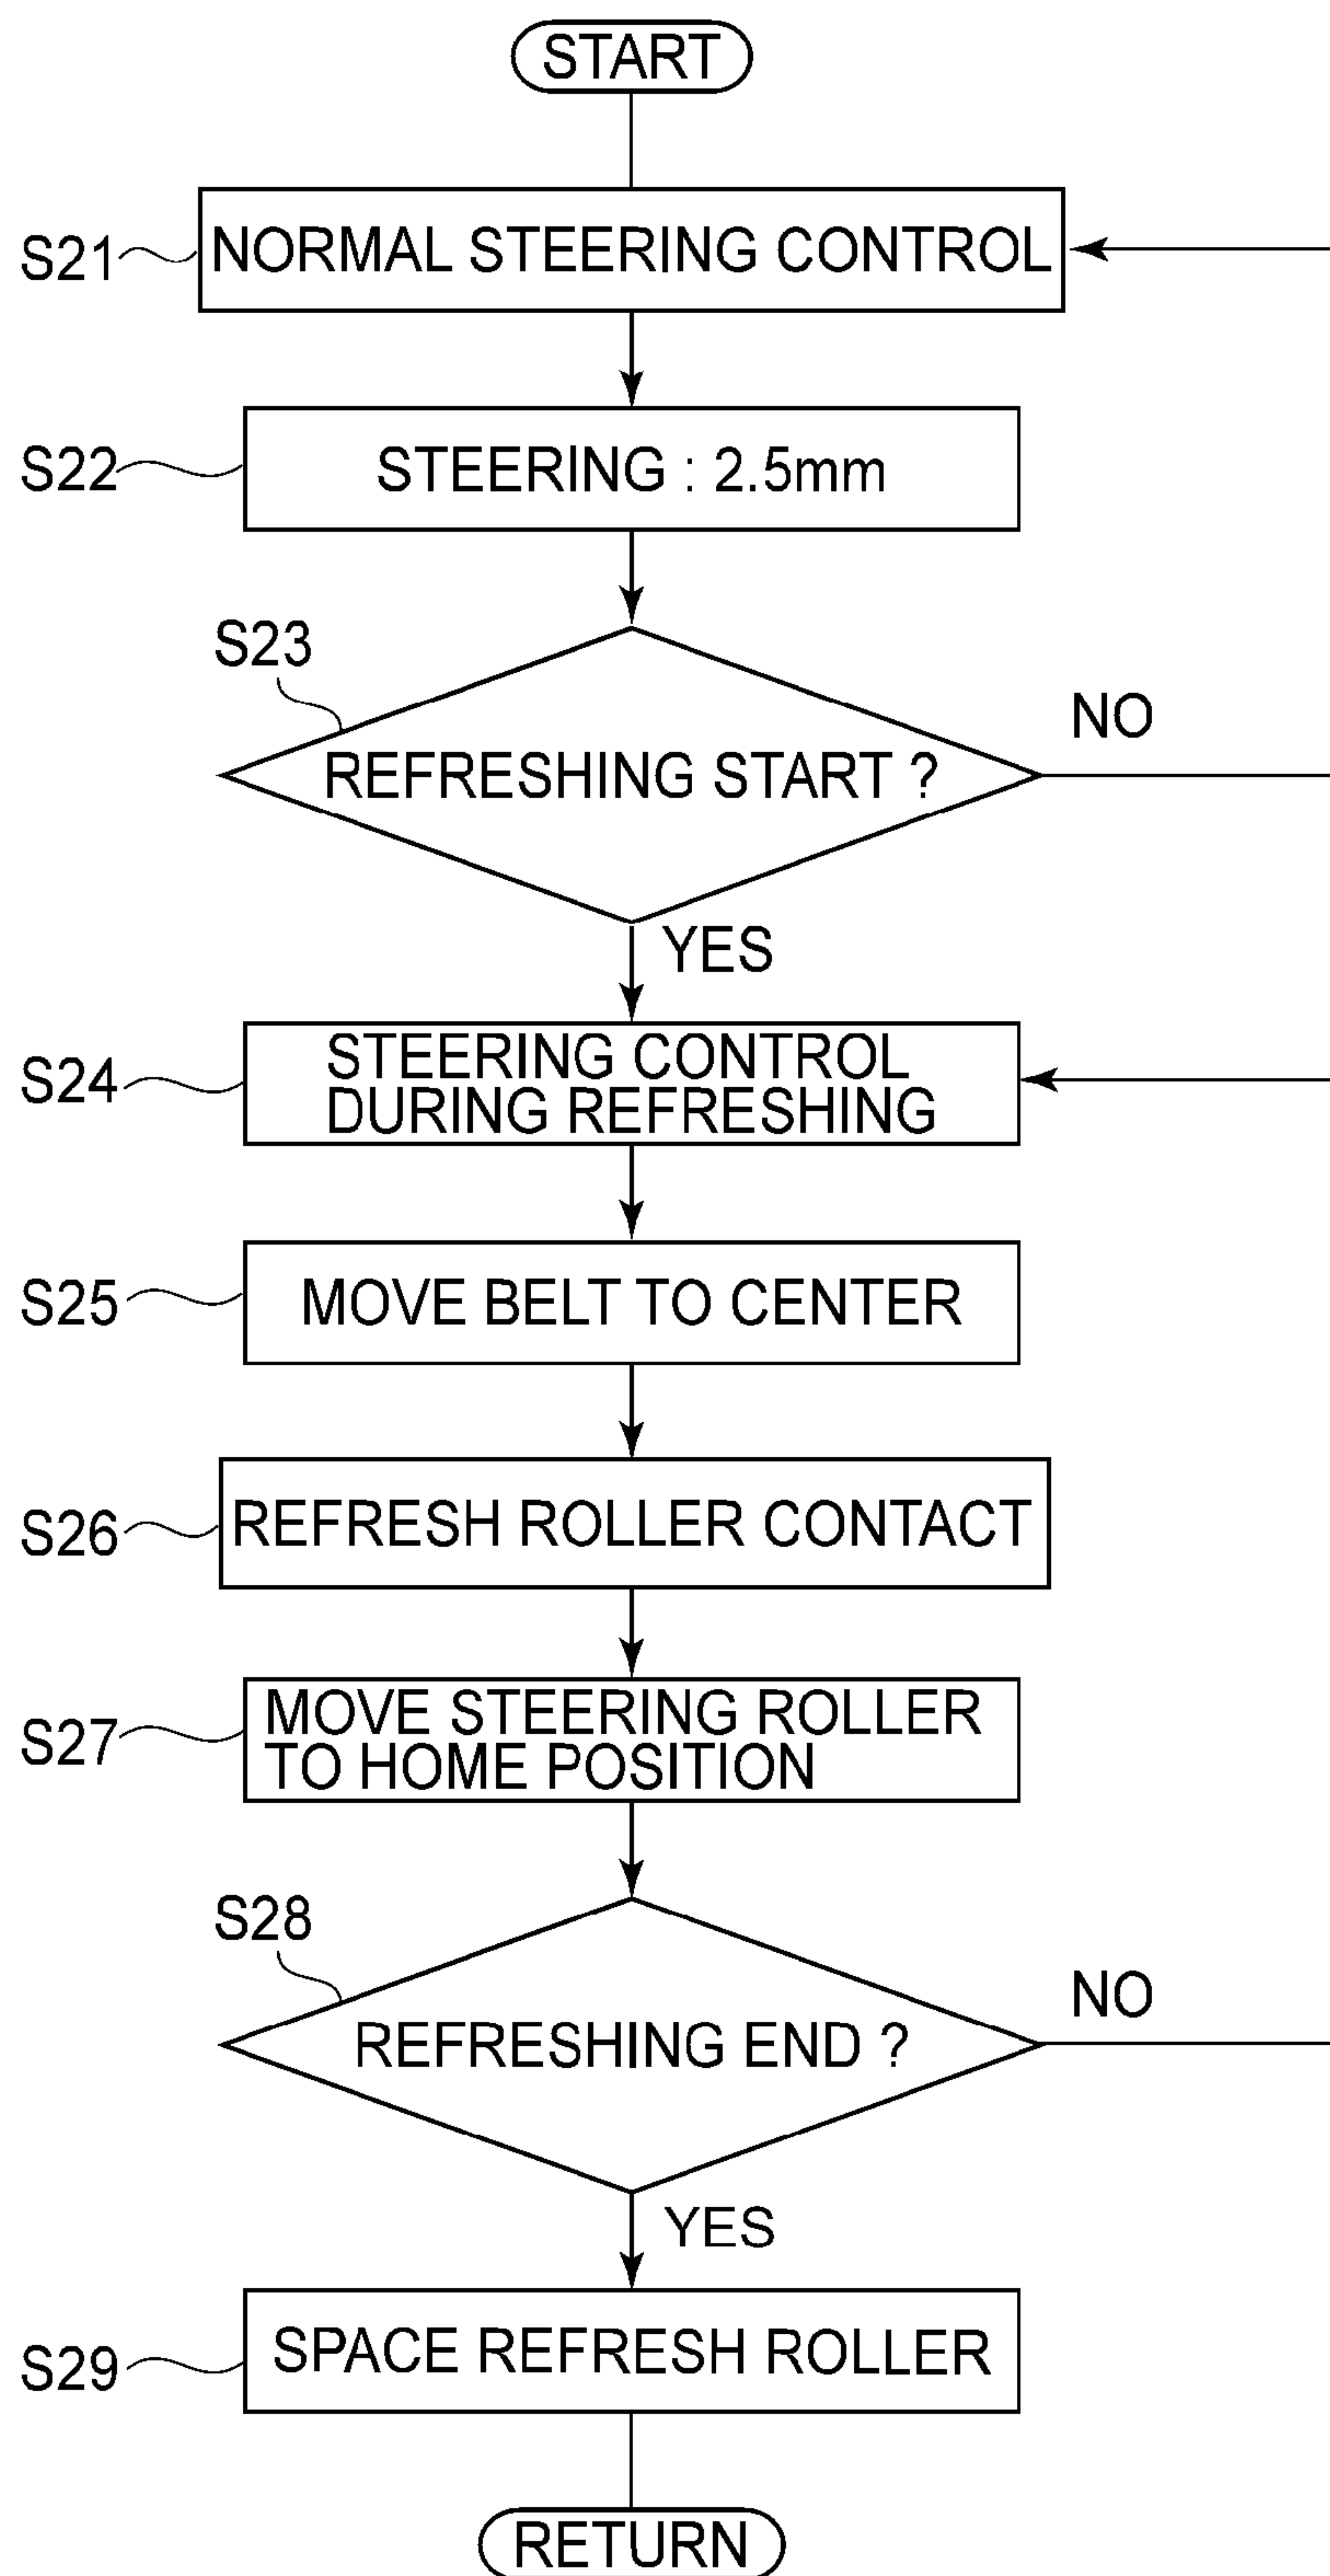 START
S21
NORMAL STEERING CONTROL
S22
STEERING : 2.5mm
S23
REFRESHING START ?
NO
YES
S24
STEERING CONTROL
DURING REFRESHING
S25
MOVE BELT TO CENTER
S26
REFRESH ROLLER CONTACT
S27
MOVE STEERING ROLLER
TO HOME POSITION
S28
REFRESHING END ?
NO
YES
S29
SPACE REFRESH ROLLER
RETURN